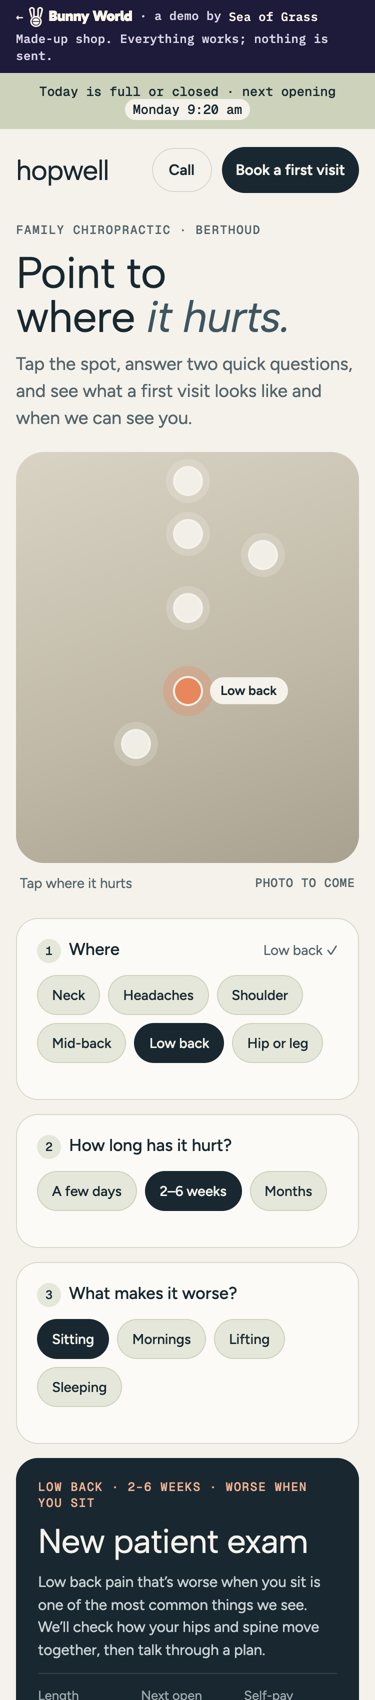 ← Bunny World · a demo by Sea of Grass
Made-up shop. Everything works; nothing is
sent.
Today is full or closed · next opening
Monday 9:20 am
hopwell
Call
Book a first visit
FAMILY CHIROPRACTIC · BERTHOUD
Point to
where it hurts.
Tap the spot, answer two quick questions,
and see what a first visit looks like and
when we can see you.
Low back
Tap where it hurts
PHOTO TO COME
1 Where
Low back ✓
Neck
Headaches
Shoulder
Mid-back
Low back
Hip or leg
2 How long has it hurt?
A few days
2–6 weeks
Months
3 What makes it worse?
Sitting
Mornings
Lifting
Sleeping
LOW BACK · 2–6 WEEKS · WORSE WHEN
YOU SIT
New patient exam
Low back pain that’s worse when you sit is
one of the most common things we see.
We’ll check how your hips and spine move
together, then talk through a plan.
Length
Next open
Self-pay